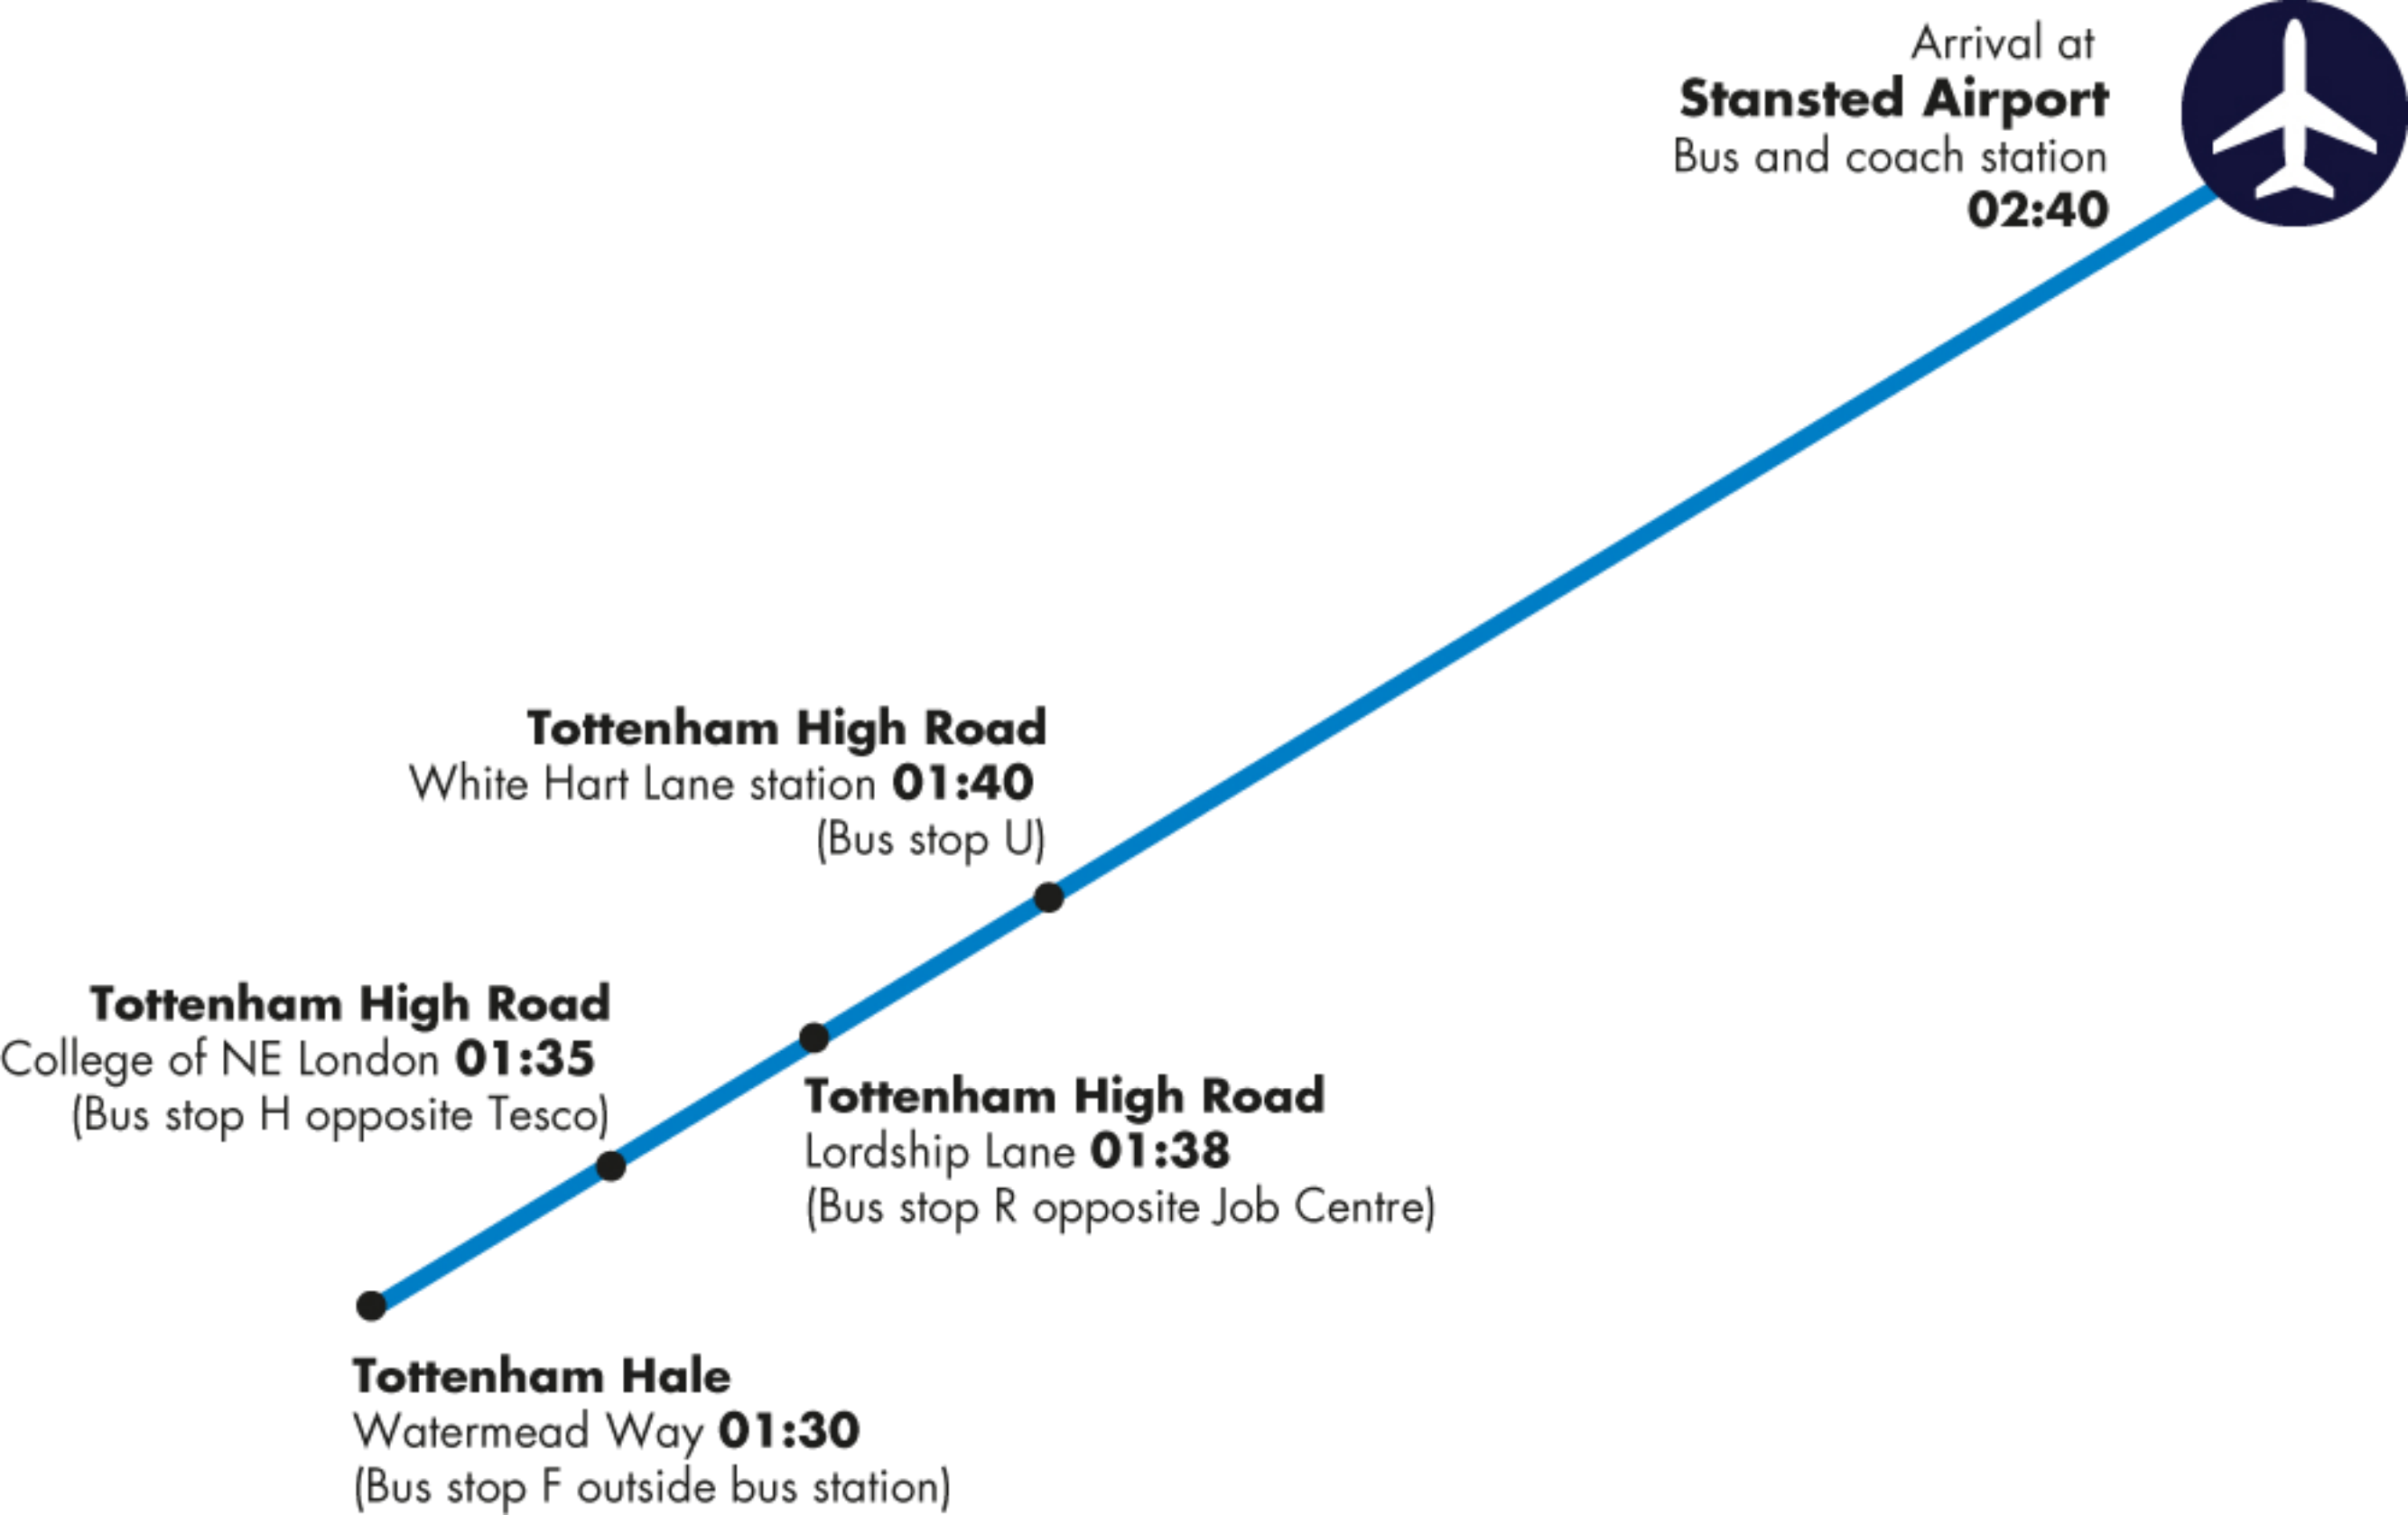 Arrival at
Stansted Airport
Bus and coach station
02:40
Tottenham High Road
White Hart Lane station 01:40
(Bus stop U)
Tottenham High Road
College of NE London 01:35
(Bus stop H opposite Tesco)
Tottenham High Road
Lordship Lane 01:38
(Bus stop R opposite Job Centre)
Tottenham Hale
Watermead Way 01:30
(Bus stop F outside bus station)